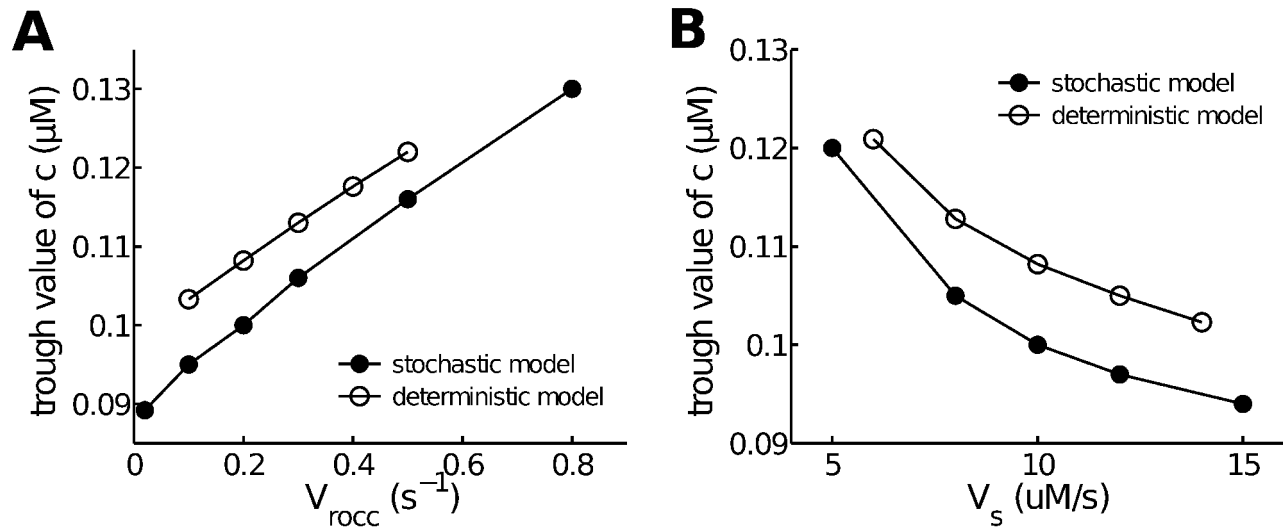 A
trough value of c (μM)
0.13
0.12
0.11
0.1
0.09
0
0.2
0.4
0.6
0.8
V_rocc (s⁻¹)
stochastic model
deterministic model
B
trough value of c (μM)
0.13
0.12
0.11
0.1
0.09
5
10
15
V_s (uM/s)
stochastic model
deterministic model